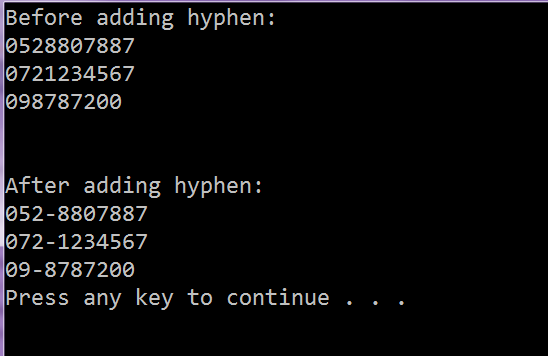 Before adding hyphen:
0528807887
0721234567
098787200
After adding hyphen:
052-8807887
072-1234567
09-8787200
Press any key to continue . . .